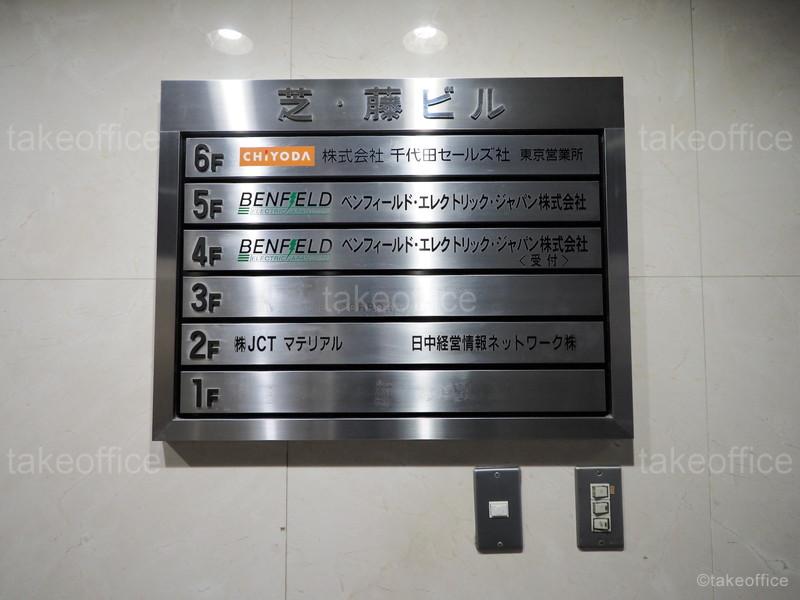 芝・藤ビル
6F CHiYODA 株式会社 千代田セールズ社 東京営業所
5F BENFIELD ベンフィールド・エレクトリック・ジャパン株式会社
4F BENFIELD ベンフィールド・エレクトリック・ジャパン株式会社
〈受付〉
3F
2F ㈱JCT マテリアル 日中経営情報ネットワーク㈱
1F
takeoffice takeoffice
takeoffice
takeoffice takeoffice
©takeoffice